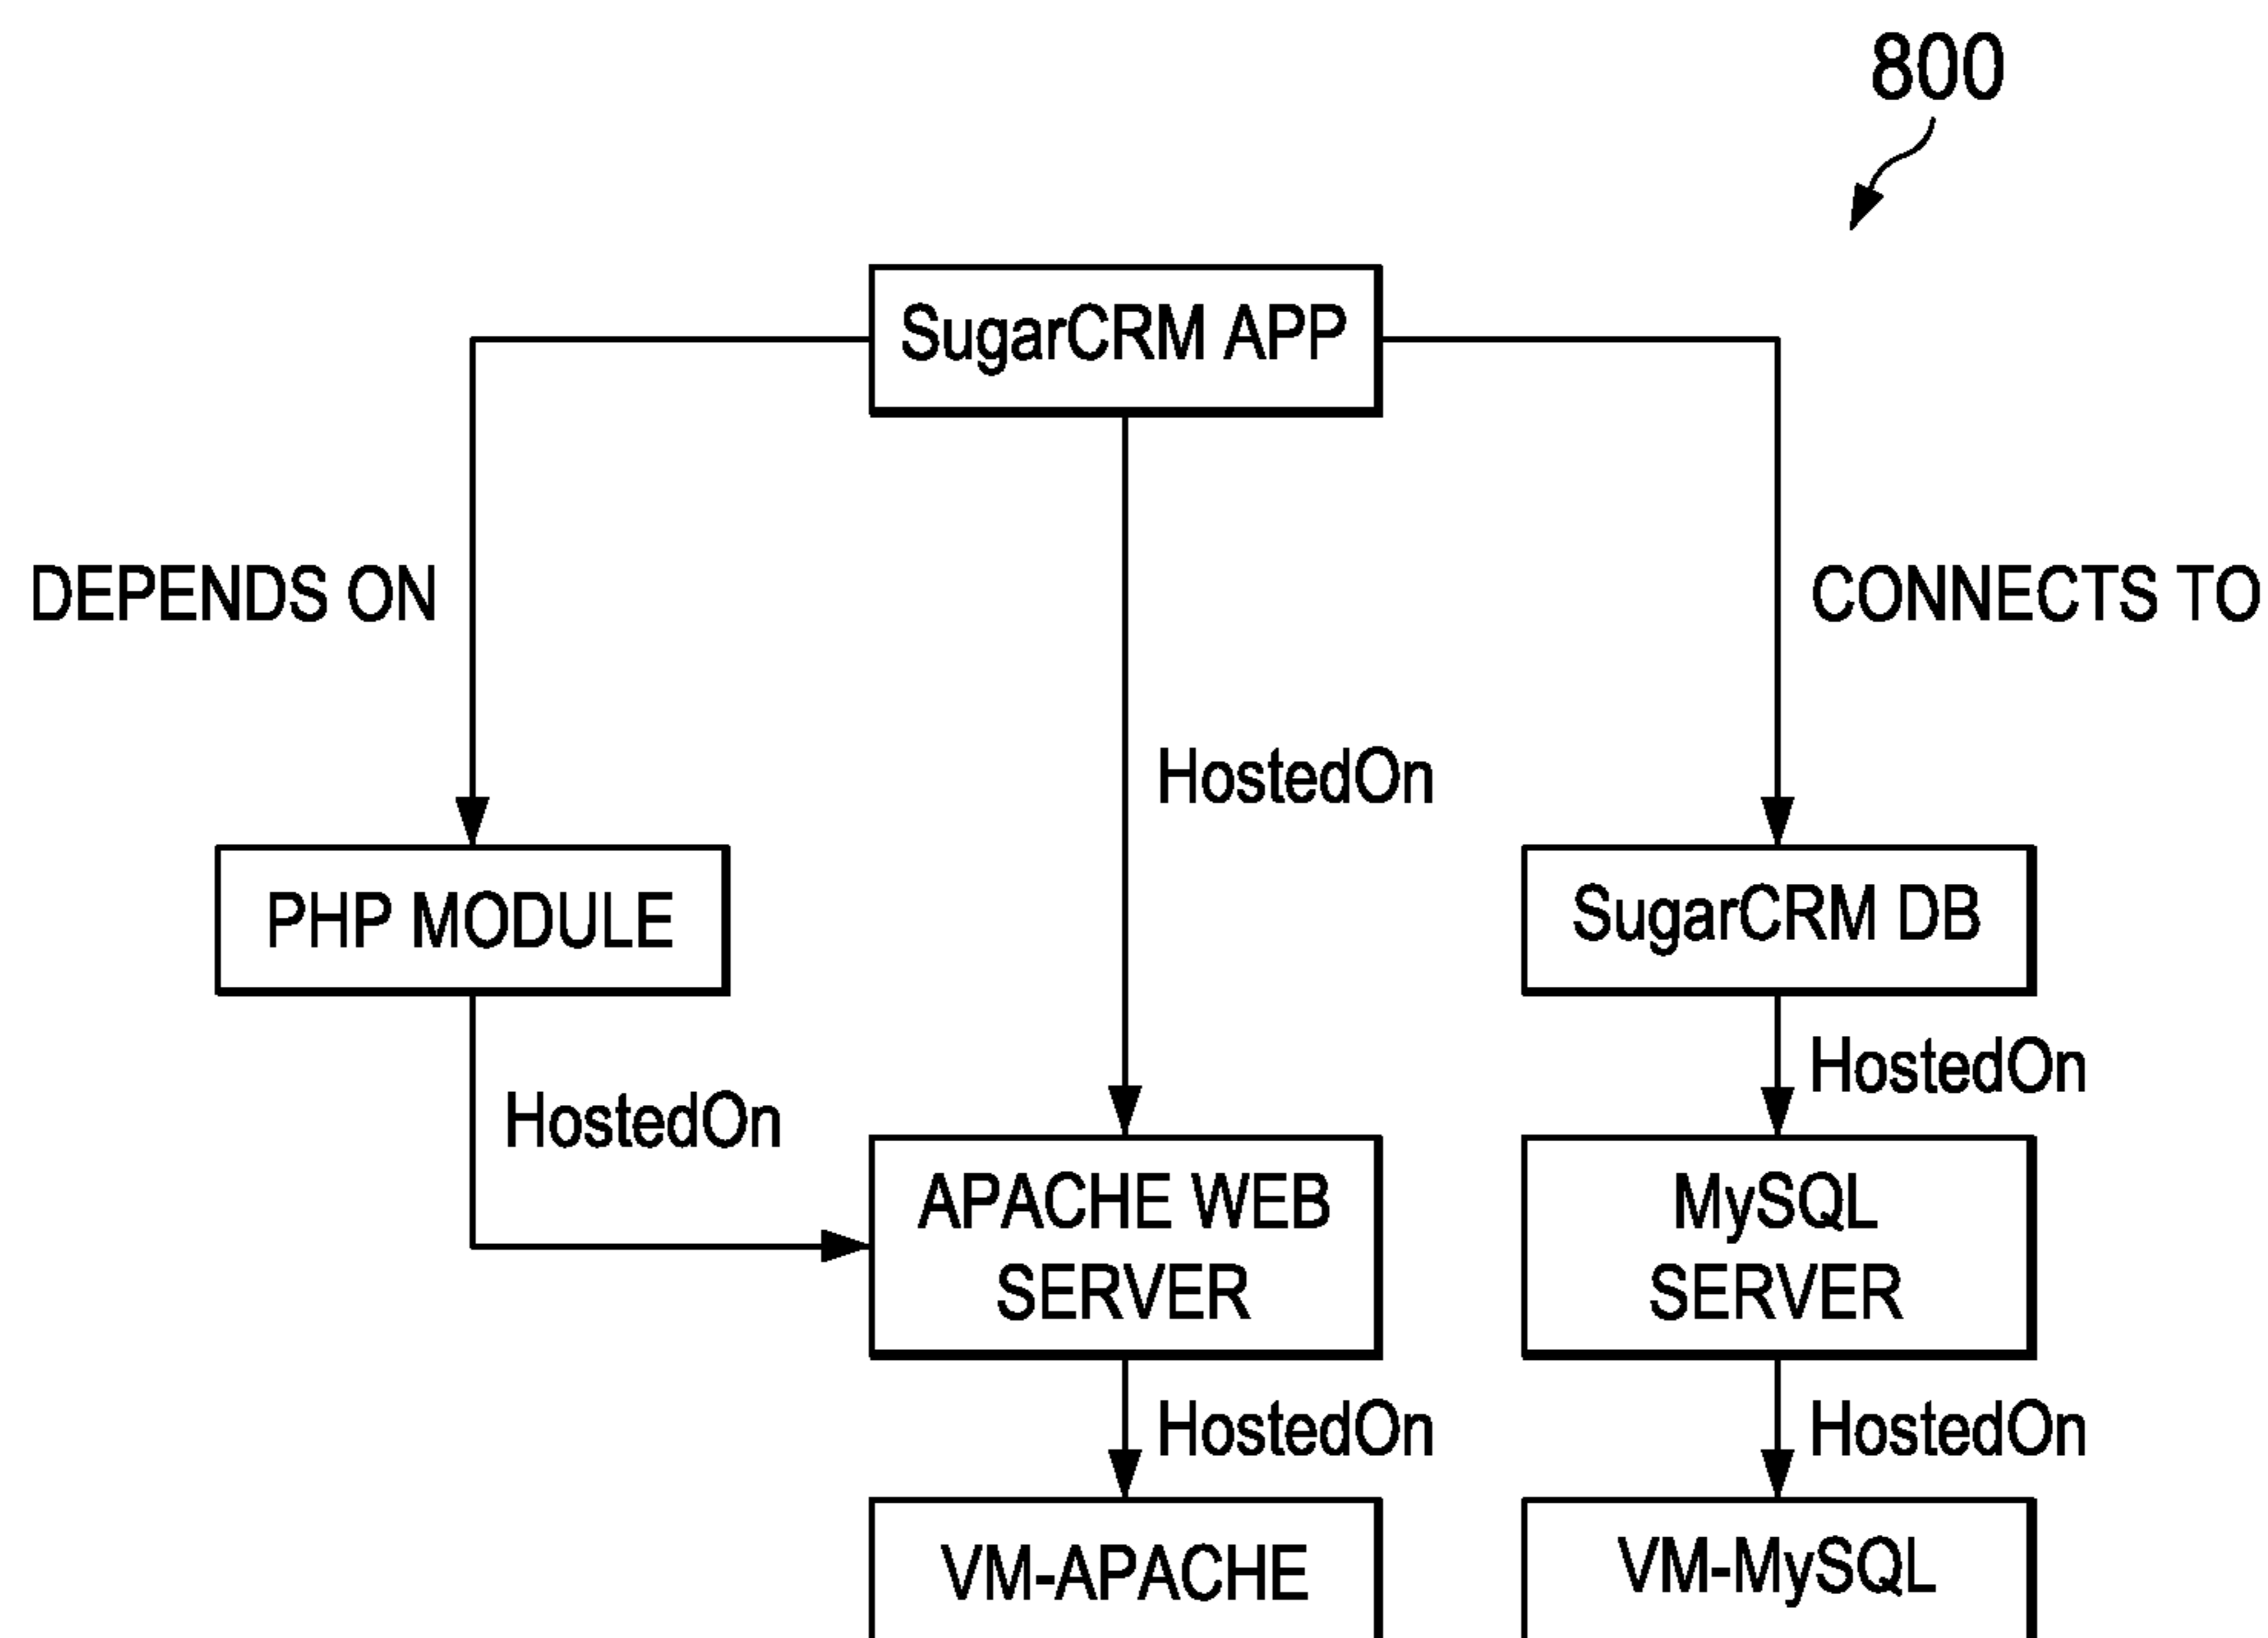 800
SugarCRM APP
DEPENDS ON
CONNECTS TO
HostedOn
PHP MODULE
SugarCRM DB
HostedOn
HostedOn
APACHE WEB
SERVER
MySQL
SERVER
HostedOn
HostedOn
VM-APACHE
VM-MySQL